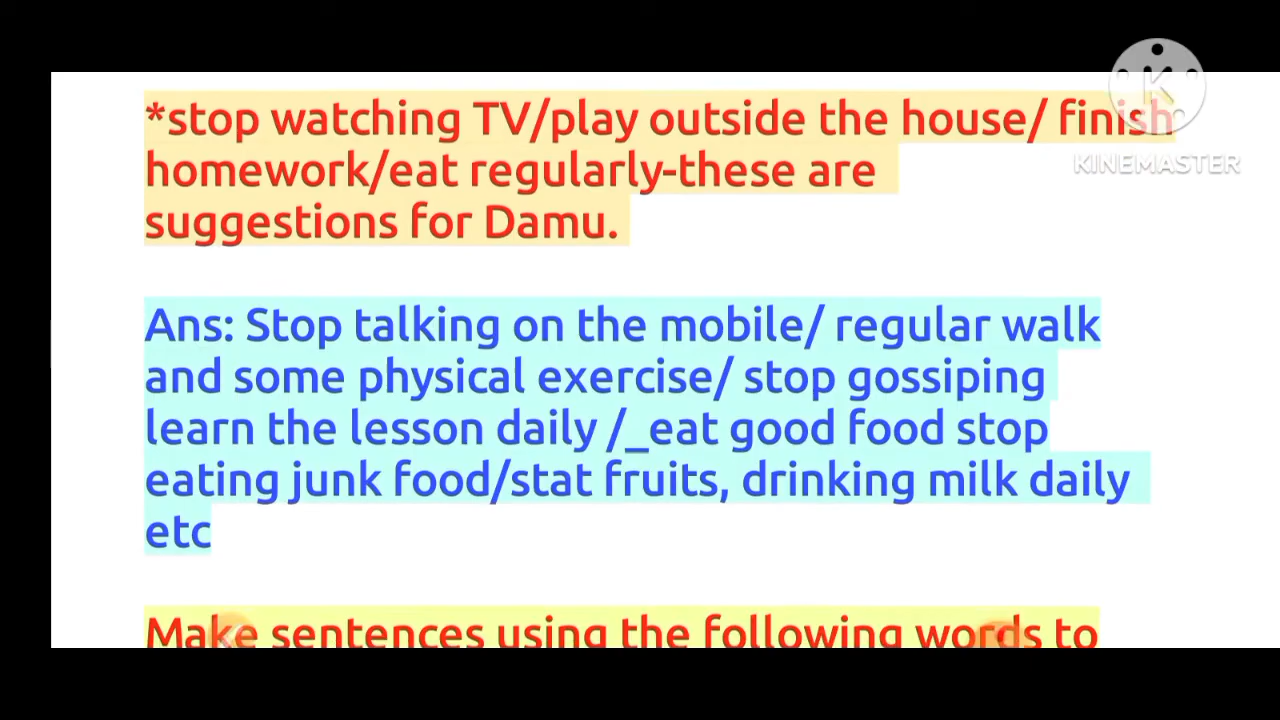 *stop watching TV/play outside the house/ finish
homework/eat regularly-these are
suggestions for Damu.
Ans: Stop talking on the mobile/ regular walk
and some physical exercise/ stop gossiping
learn the lesson daily /_eat good food stop
eating junk food/stat fruits, drinking milk daily
etc
Make sentences using the following words to
K
KINEMASTER